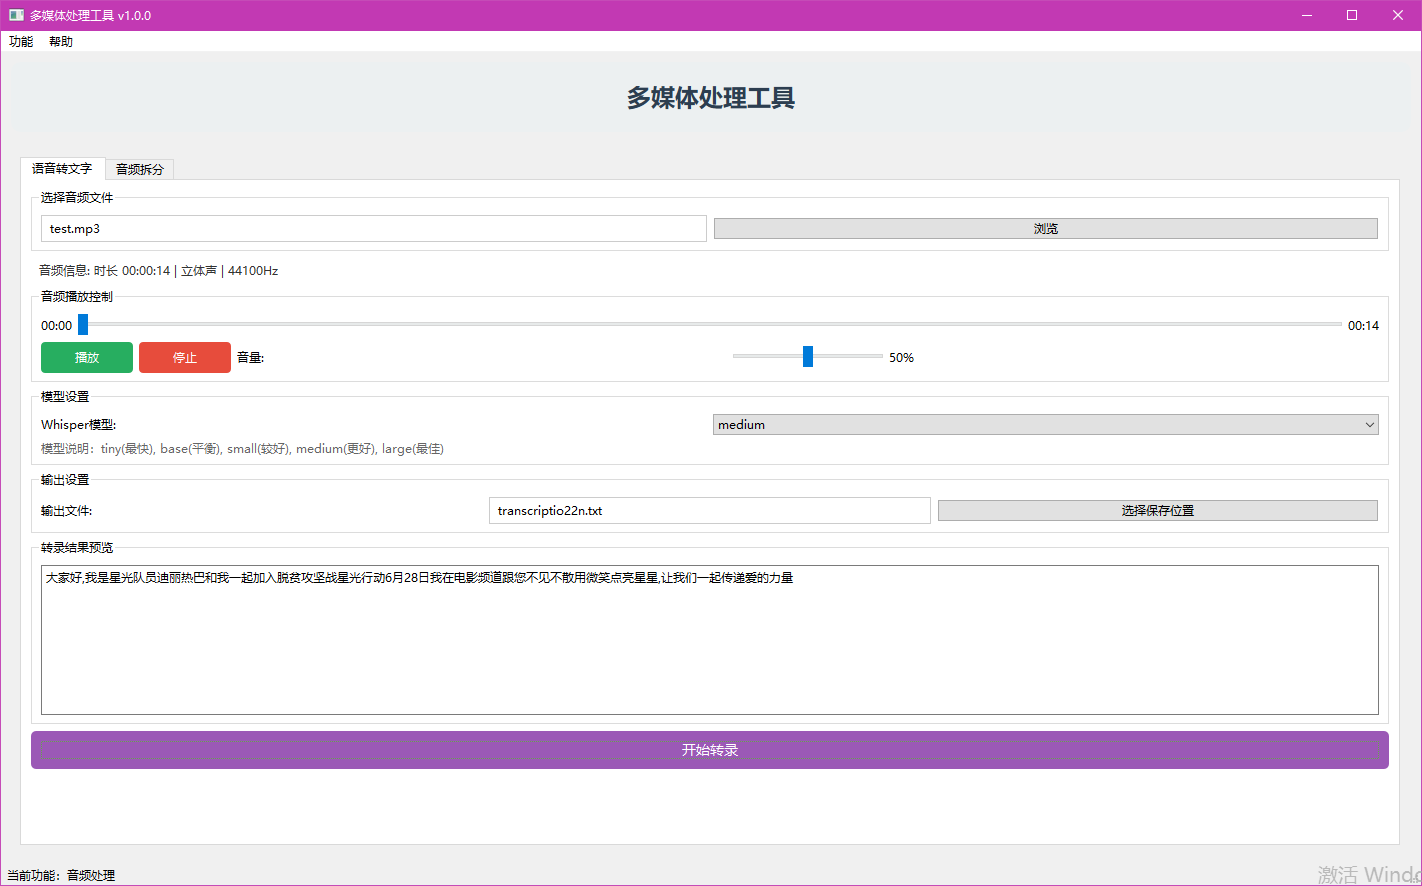 多媒体处理工具 v1.0.0
功能 帮助
多媒体处理工具
语音转文字 音频拆分
选择音频文件
test.mp3 浏览
音频信息: 时长 00:00:14 | 立体声 | 44100Hz
音频播放控制
00:00 00:14
播放 停止 音量: 50%
模型设置
Whisper模型: medium
模型说明：tiny(最快), base(平衡), small(较好), medium(更好), large(最佳)
输出设置
输出文件: transcriptio22n.txt 选择保存位置
转录结果预览
大家好,我是星光队员迪丽热巴和我一起加入脱贫攻坚战星光行动6月28日我在电影频道跟您不见不散用微笑点亮星星,让我们一起传递爱的力量
开始转录
当前功能：音频处理
激活